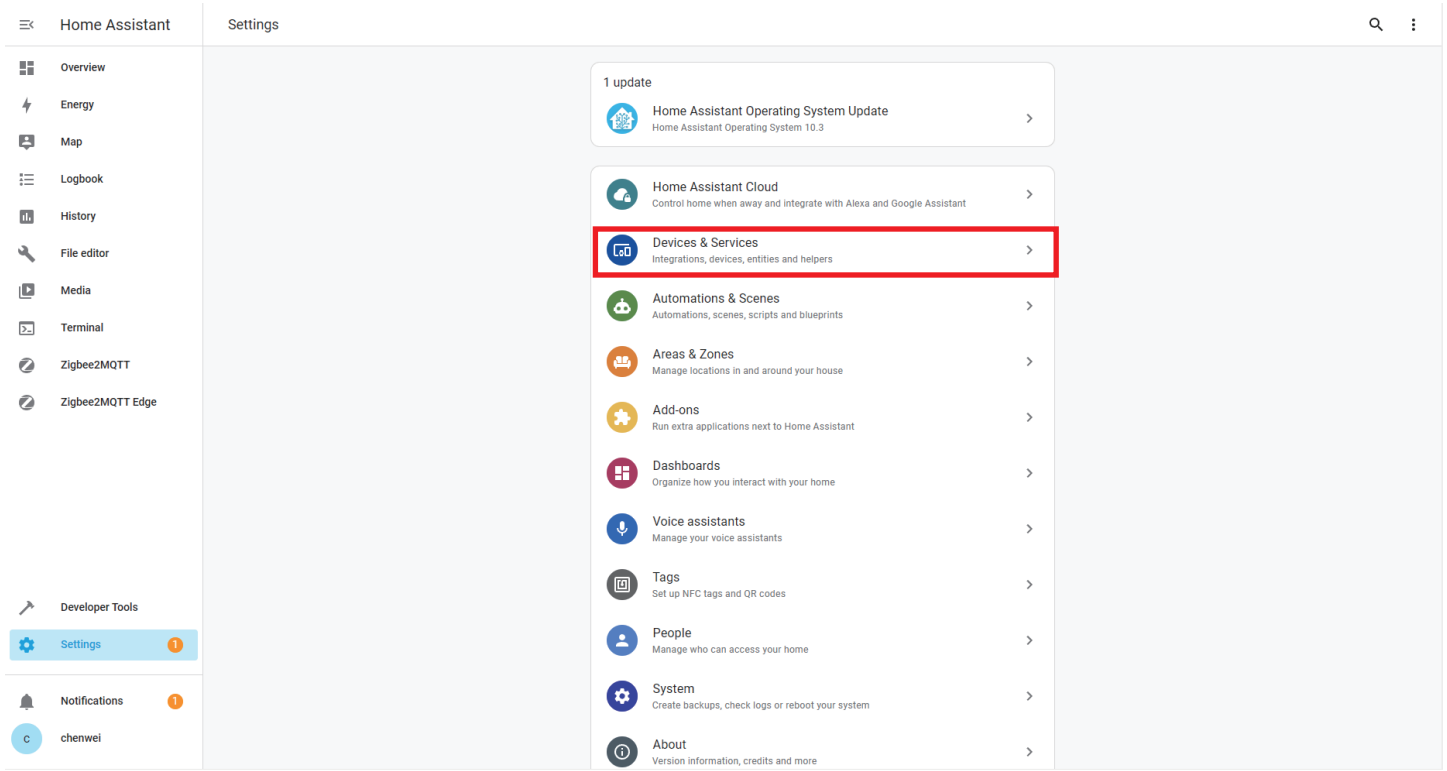 Home Assistant
Settings
Overview
Energy
Map
Logbook
History
File editor
Media
Terminal
Zigbee2MQTT
Zigbee2MQTT Edge
Developer Tools
Settings 1
Notifications 1
C chenwei
1 update
Home Assistant Operating System Update
Home Assistant Operating System 10.3
Home Assistant Cloud
Control home when away and integrate with Alexa and Google Assistant
Devices & Services
Integrations, devices, entities and helpers
Automations & Scenes
Automations, scenes, scripts and blueprints
Areas & Zones
Manage locations in and around your house
Add-ons
Run extra applications next to Home Assistant
Dashboards
Organize how you interact with your home
Voice assistants
Manage your voice assistants
Tags
Set up NFC tags and QR codes
People
Manage who can access your home
System
Create backups, check logs or reboot your system
About
Version information, credits and more